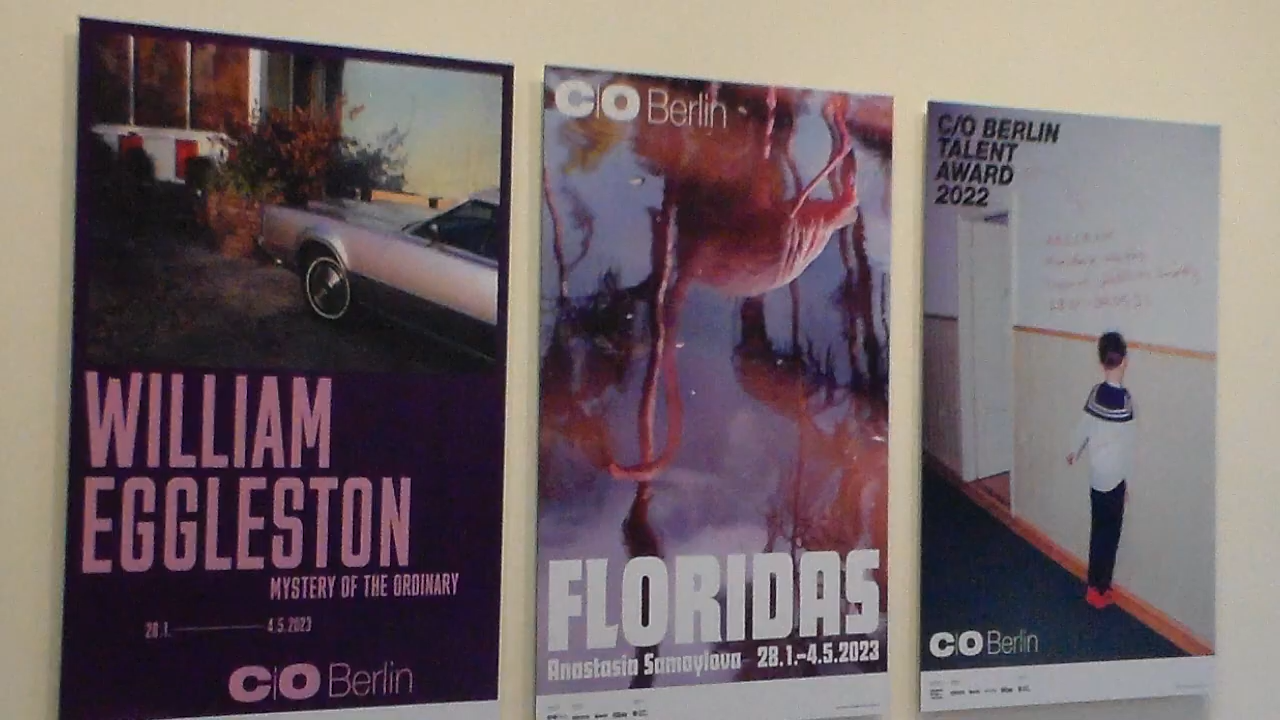 WILLIAM
EGGLESTON
MYSTERY OF THE ORDINARY
28.1. 4.5.2023
C|O Berlin
C|O Berlin
FLORIDAS
Anastasia Samoylova 28.1.–4.5.2023
C/O BERLIN
TALENT
AWARD
2022
C|O Berlin